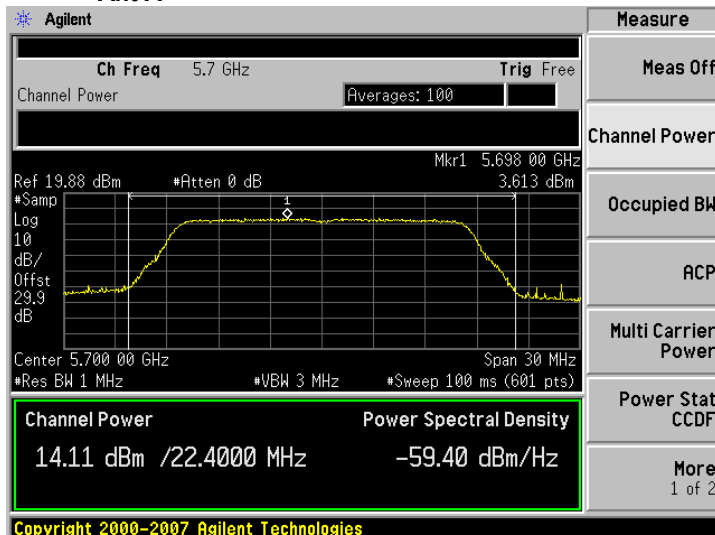 Agilent
Measure
Ch Freq 5.7 GHz Trig Free
Channel Power
Averages: 100
Mkr1 5.698 00 GHz
Ref 19.88 dBm #Atten 0 dB 3.613 dBm
#Samp
Log
10
dB/
Offst
29.9
dB
1
Center 5.700 00 GHz Span 30 MHz
#Res BW 1 MHz #VBW 3 MHz #Sweep 100 ms (601 pts)
Channel Power Power Spectral Density
14.11 dBm /22.4000 MHz -59.40 dBm/Hz
Copyright 2000-2007 Agilent Technologies
Meas Off
Channel Power
Occupied BW
ACP
Multi Carrier
Power
Power Stat
CCDF
More
1 of 2